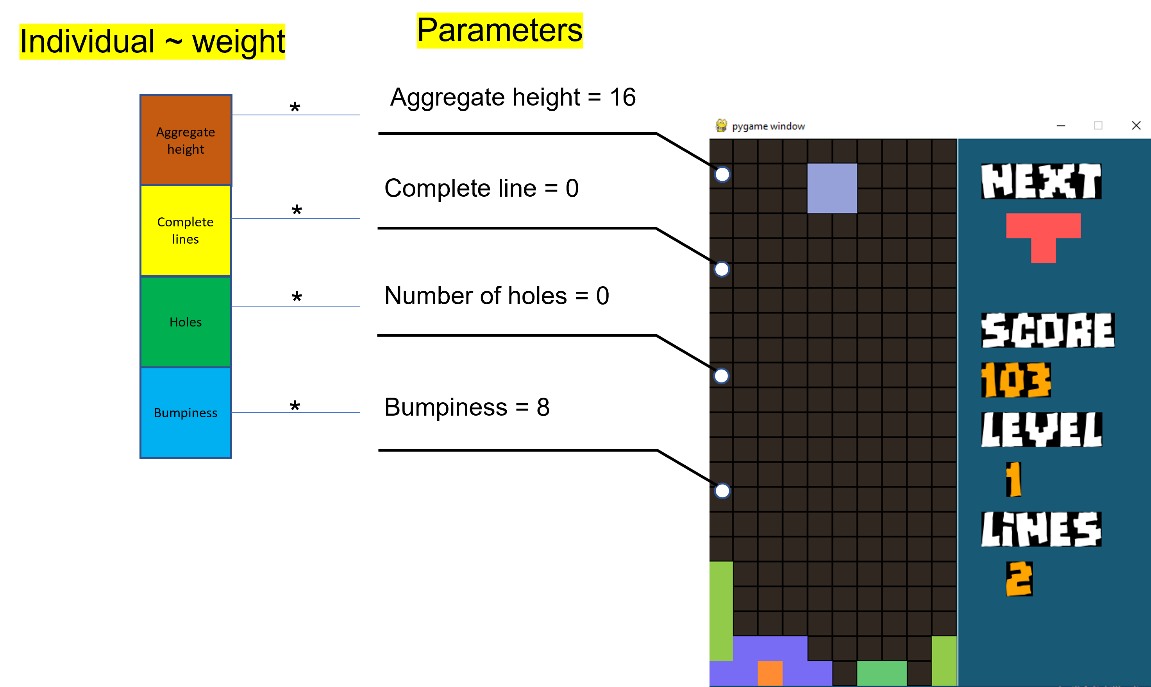 Individual ~ weight
Parameters
Aggregate
height
*
Aggregate height = 16
Complete
lines
*
Complete line = 0
Holes
*
Number of holes = 0
Bumpiness
*
Bumpiness = 8
pygame window
NEXT
SCORE
103
LEVEL
1
LiNES
2